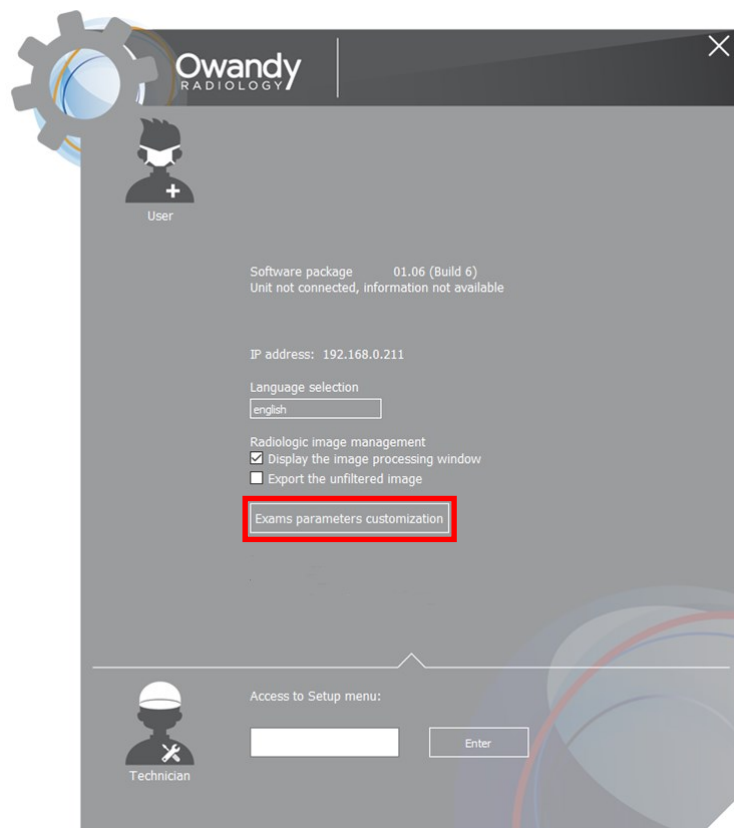 Owandy
RADIOLOGY
User
Software package 01.06 (Build 6)
Unit not connected, information not available
IP address: 192.168.0.211
Language selection
english
Radiologic image management
Display the image processing window
Export the unfiltered image
Exams parameters customization
Access to Setup menu:
Enter
Technician